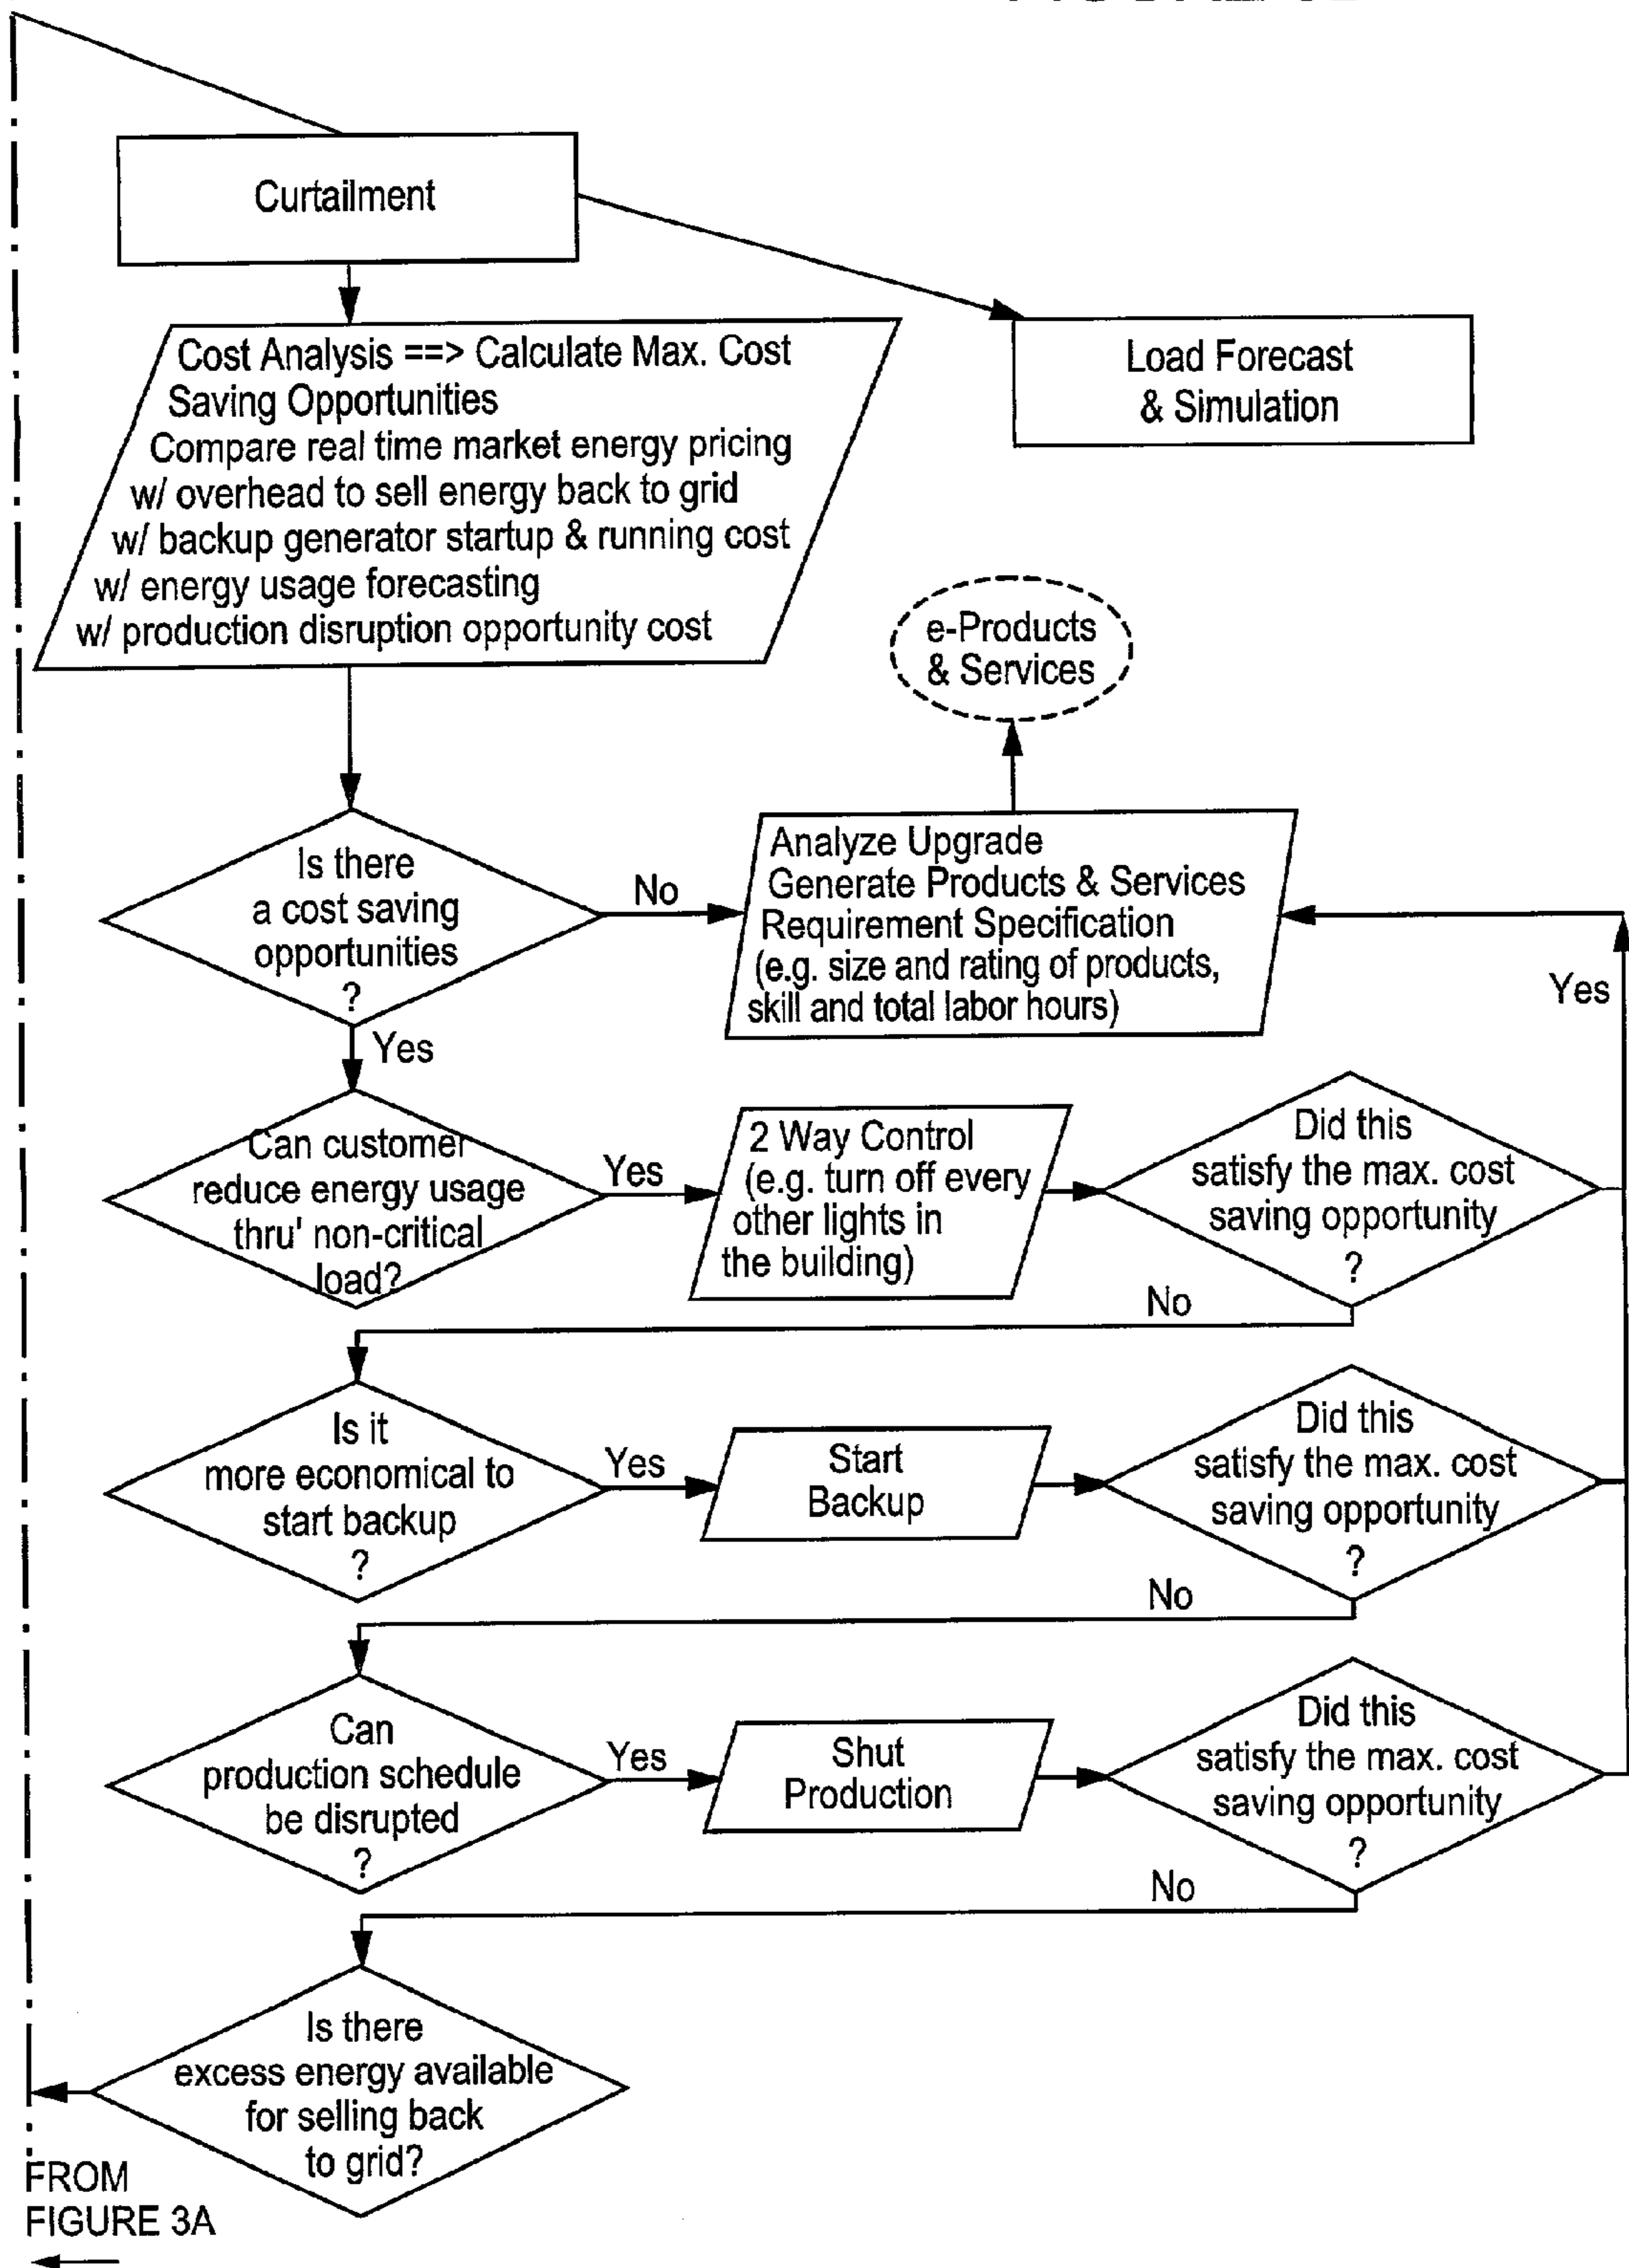 Curtailment
Cost Analysis ==> Calculate Max. Cost
Saving Opportunities
Compare real time market energy pricing
w/ overhead to sell energy back to grid
w/ backup generator startup & running cost
w/ energy usage forecasting
w/ production disruption opportunity cost
Load Forecast
& Simulation
e-Products
& Services
Is there
a cost saving
opportunities
?
No
Analyze Upgrade
Generate Products & Services
Requirement Specification
(e.g. size and rating of products,
skill and total labor hours)
Yes
Yes
Can customer
reduce energy usage
thru' non-critical
load?
Yes
2 Way Control
(e.g. turn off every
other lights in
the building)
Did this
satisfy the max. cost
saving opportunity
?
No
Is it
more economical to
start backup
?
Yes
Start
Backup
Did this
satisfy the max. cost
saving opportunity
?
No
Can
production schedule
be disrupted
?
Yes
Shut
Production
Did this
satisfy the max. cost
saving opportunity
?
No
Is there
excess energy available
for selling back
to grid?
FROM
FIGURE 3A